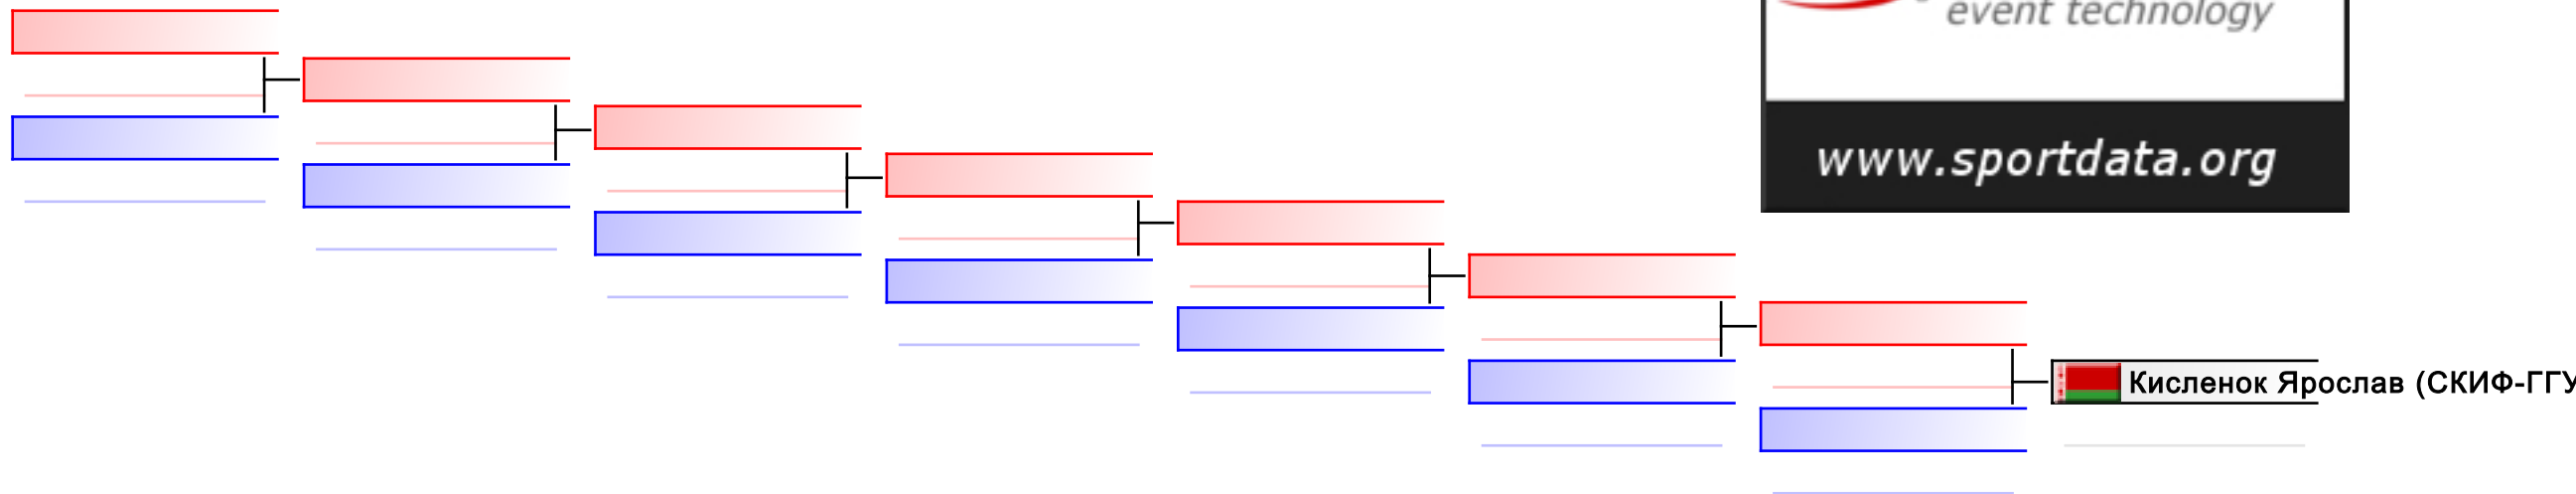 event technology
www.sportdata.org
Кисленок Ярослав (СКИФ-ГГУ